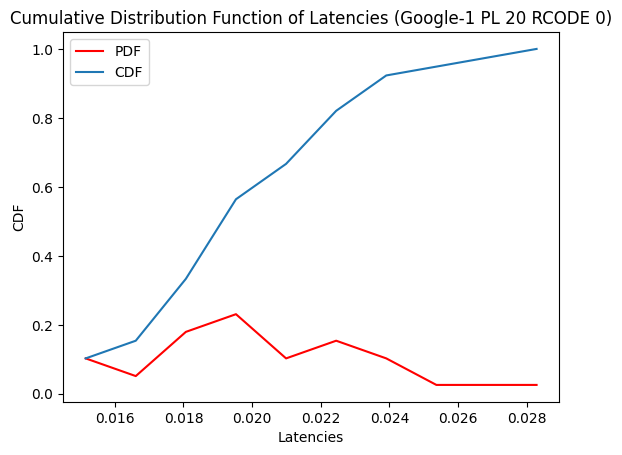 Cumulative Distribution Function of Latencies (Google-1 PL 20 RCODE 0)
PDF
CDF
1.0
0.8
0.6
0.4
0.2
0.0
CDF
0.016
0.018
0.020
0.022
0.024
0.026
0.028
Latencies